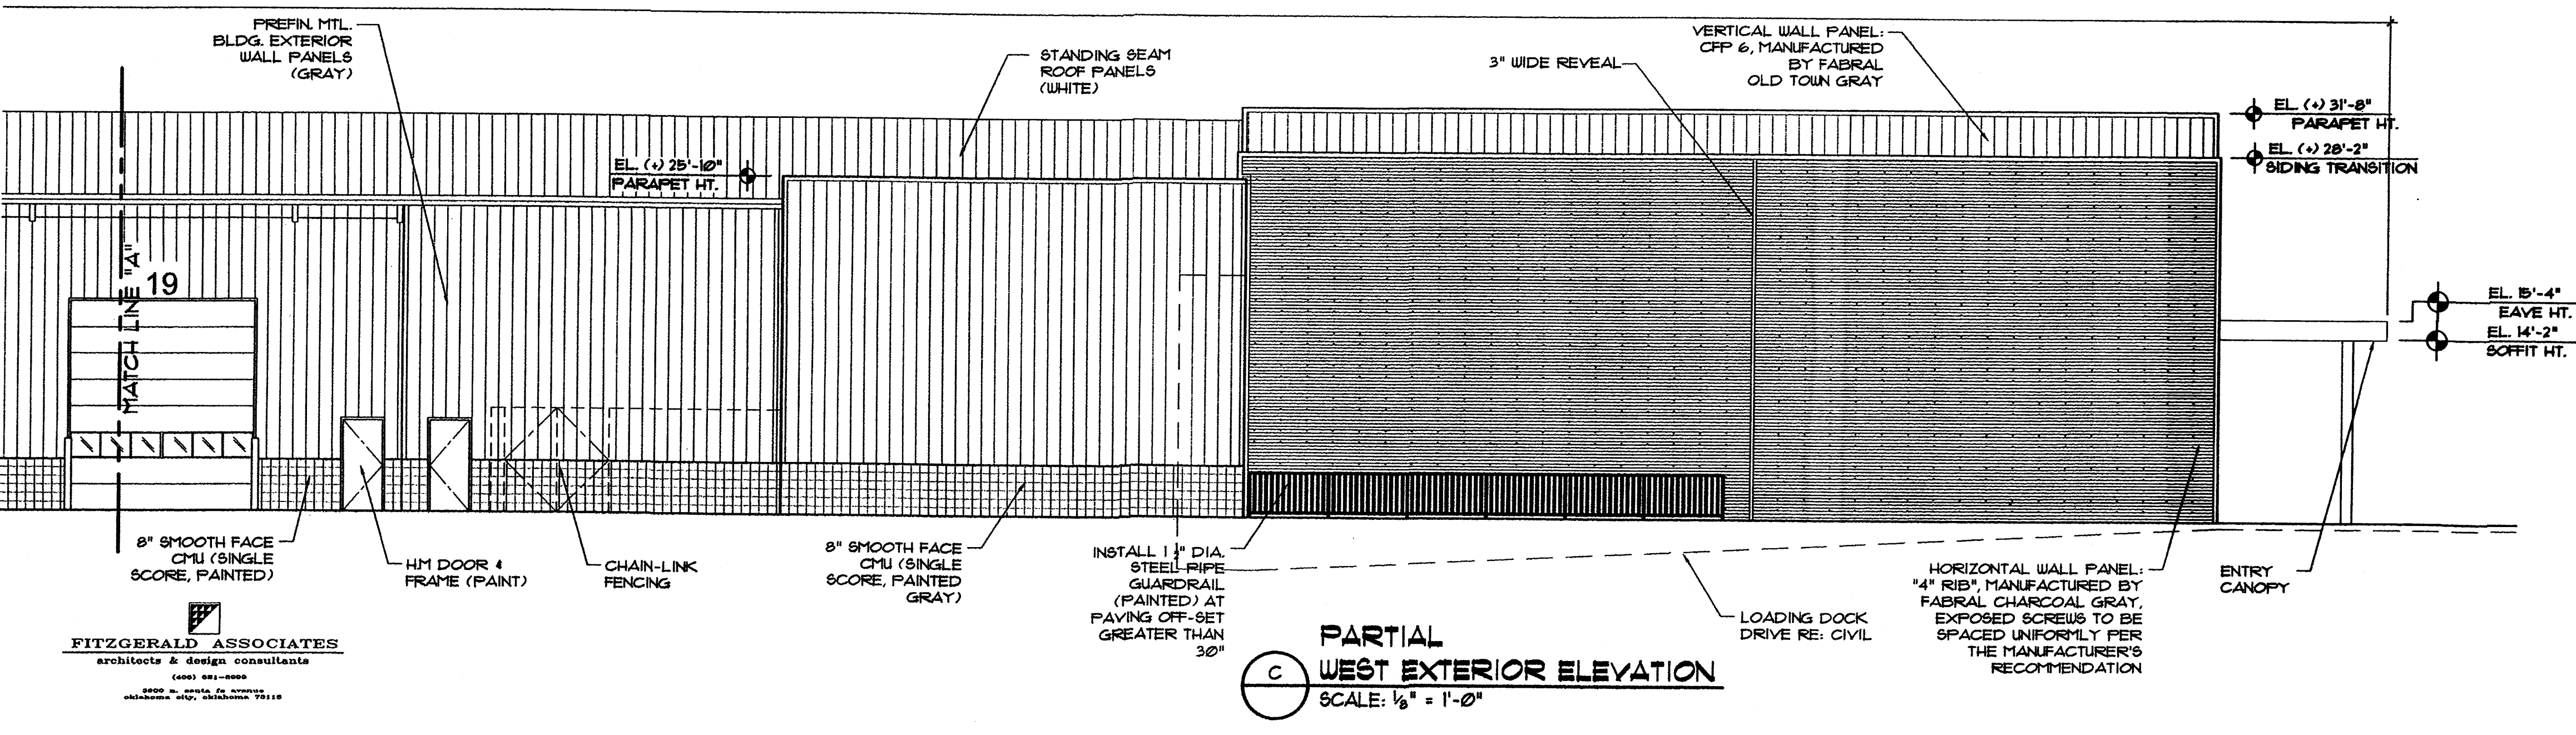 PREFIN. MTL.
BLDG. EXTERIOR
WALL PANELS
(GRAY)
STANDING SEAM
ROOF PANELS
(WHITE)
3" WIDE REVEAL
VERTICAL WALL PANEL:
CFP 6, MANUFACTURED
BY FABRAL
OLD TOWN GRAY
EL. (+) 31'-8"
PARAPET HT.
EL. (+) 28'-2"
SIDING TRANSITION
EL. (+) 25'-10"
PARAPET HT.
MATCH LINE "A"
19
EL. 15'-4"
EAVE HT.
EL. 14'-2"
SOFFIT HT.
8" SMOOTH FACE
CMU (SINGLE
SCORE, PAINTED)
H.M DOOR &
FRAME (PAINT)
CHAIN-LINK
FENCING
8" SMOOTH FACE
CMU (SINGLE
SCORE, PAINTED
GRAY)
INSTALL 1 ½" DIA.
STEEL PIPE
GUARDRAIL
(PAINTED) AT
PAVING OFF-SET
GREATER THAN
30"
LOADING DOCK
DRIVE RE: CIVIL
HORIZONTAL WALL PANEL:
"4" RIB", MANUFACTURED BY
FABRAL CHARCOAL GRAY,
EXPOSED SCREWS TO BE
SPACED UNIFORMLY PER
THE MANUFACTURER'S
RECOMMENDATION
ENTRY
CANOPY
FITZGERALD ASSOCIATES
architects & design consultants
oklahoma city, oklahoma
C
PARTIAL
WEST EXTERIOR ELEVATION
SCALE: ⅛" = 1'-0"